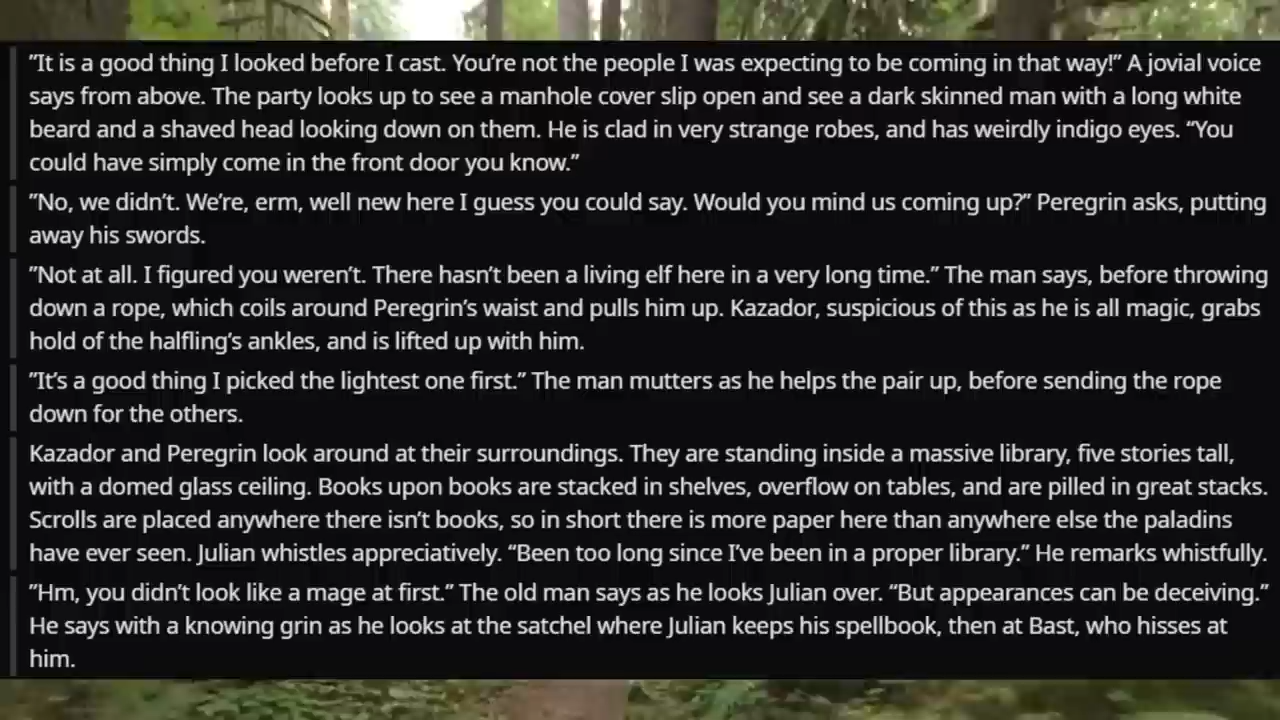 ”It is a good thing I looked before I cast. You’re not the people I was expecting to be coming in that way!” A jovial voice
says from above. The party looks up to see a manhole cover slip open and see a dark skinned man with a long white
beard and a shaved head looking down on them. He is clad in very strange robes, and has weirdly indigo eyes. “You
could have simply come in the front door you know.”
”No, we didn’t. We’re, erm, well new here I guess you could say. Would you mind us coming up?” Peregrin asks, putting
away his swords.
”Not at all. I figured you weren’t. There hasn’t been a living elf here in a very long time.” The man says, before throwing
down a rope, which coils around Peregrin’s waist and pulls him up. Kazador, suspicious of this as he is all magic, grabs
hold of the halfling’s ankles, and is lifted up with him.
”It’s a good thing I picked the lightest one first.” The man mutters as he helps the pair up, before sending the rope
down for the others.
Kazador and Peregrin look around at their surroundings. They are standing inside a massive library, five stories tall,
with a domed glass ceiling. Books upon books are stacked in shelves, overflow on tables, and are pilled in great stacks.
Scrolls are placed anywhere there isn’t books, so in short there is more paper here than anywhere else the paladins
have ever seen. Julian whistles appreciatively. “Been too long since I’ve been in a proper library.” He remarks whistfully.
”Hm, you didn’t look like a mage at first.” The old man says as he looks Julian over. “But appearances can be deceiving.”
He says with a knowing grin as he looks at the satchel where Julian keeps his spellbook, then at Bast, who hisses at
him.